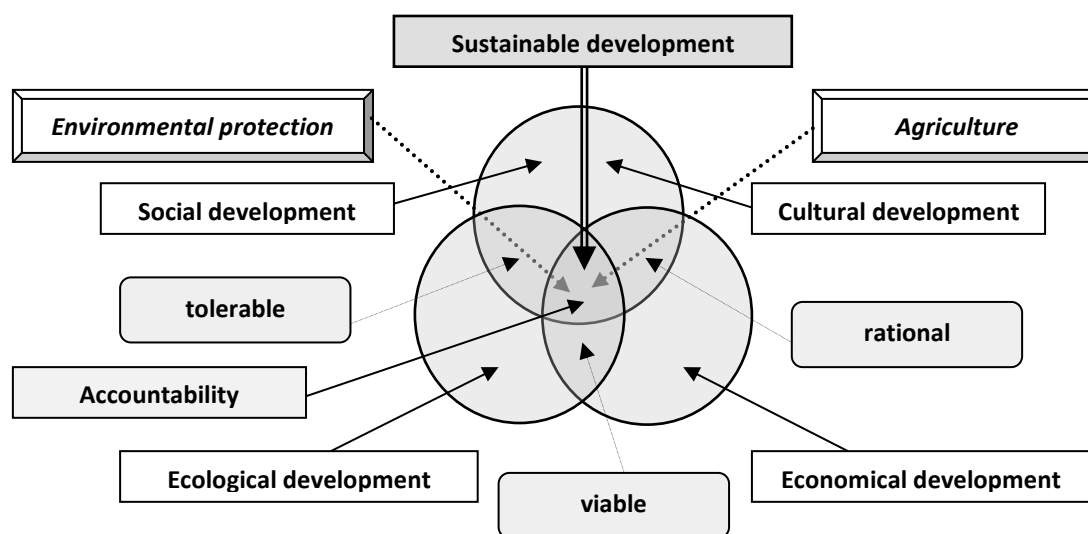 Sustainable development
Environmental protection
Agriculture
Social development
Cultural development
tolerable
rational
Accountability
Ecological development
Economical development
viable